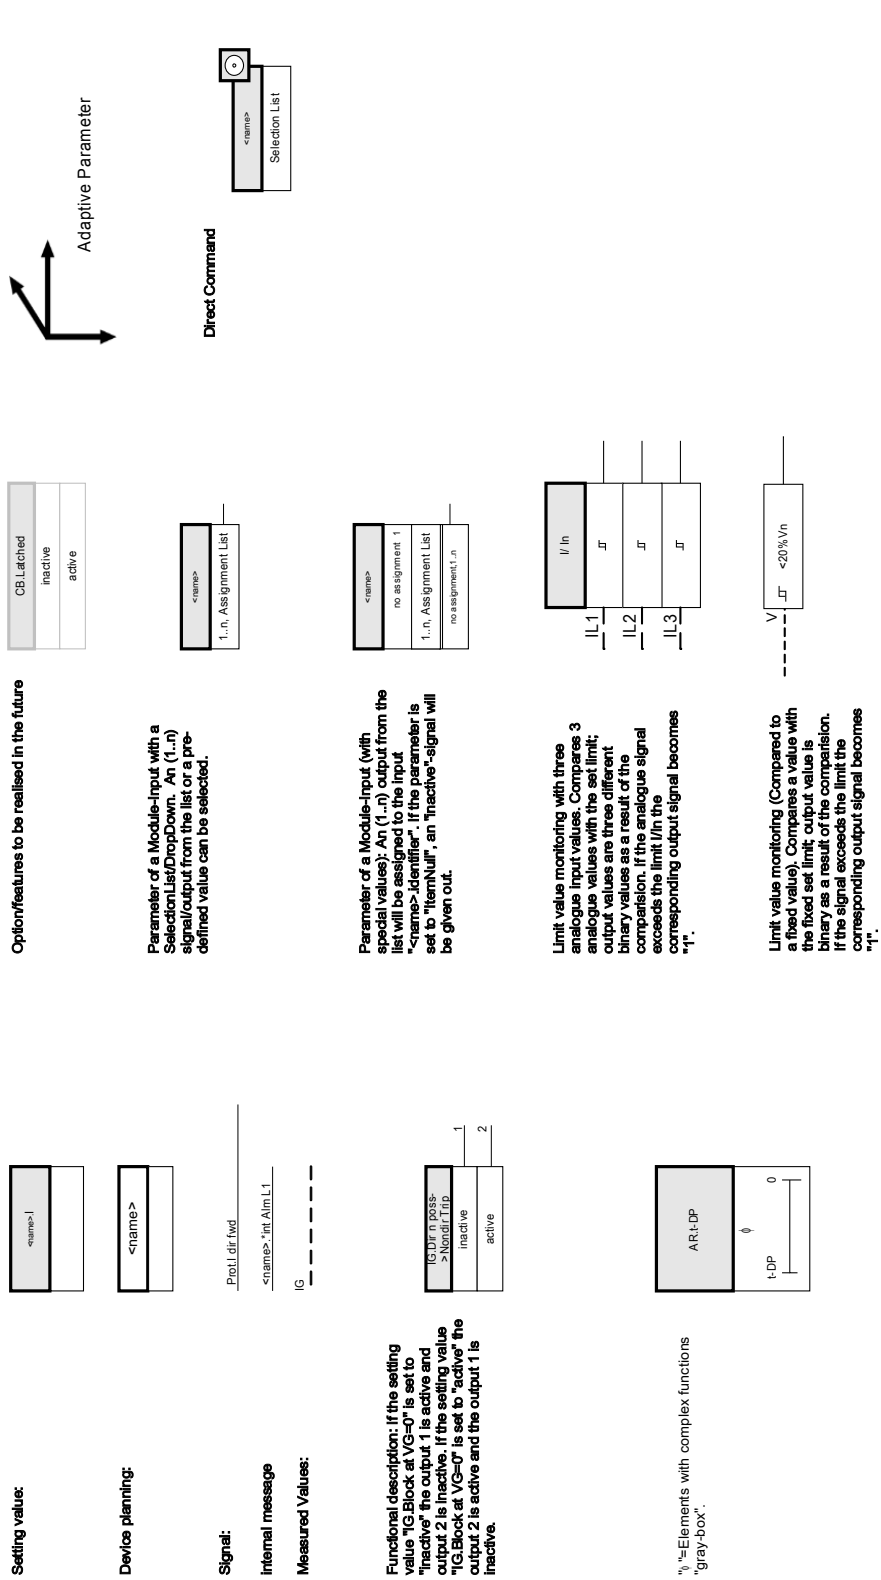 Setting value:
<name>.I
Device planning:
<name>
Signal:
Prot.I dir fwd
internal message
<name>.*int Alm L1
Measured Values:
IG
Functional description: If the setting
value "IG.Block at VG=0" is set to
"inactive" the output 1 is active and
output 2 is inactive. If the setting value
"IG.Block at VG=0" is set to "active" the
output 2 is active and the output 1 is
inactive.
IG.Dir n poss-
>Nondir Trip
inactive
1
active
2
"ϕ"=Elements with complex functions
"gray-box".
AR.t-DP
ϕ
t-DP 0
Option/features to be realised in the future
CB.Latched
inactive
active
Parameter of a Module-Input with a
SelectionList/DropDown. An (1..n)
signal/output from the list or a pre-
defined value can be selected.
<name>
1..n, Assignment List
Parameter of a Module-Input (with
special values): An (1...n) output from the
list will be assigned to the input
"<name>.identifier". If the parameter is
set to "ItemNull", an "inactive"-signal will
be given out.
<name>
no assignment 1
1..n, Assignment List
no assignment,1..n
Limit value monitoring with three
analogue input values. Compares 3
analogue values with the set limit;
output values are three different
binary values as a result of the
comparision. If the analogue signal
exceeds the limit I/In the
corresponding output signal becomes
"1".
I/ In
IL1
IL2
IL3
Limit value monitoring (Compared to
a fixed value). Compares a value with
the fixed set limit; output value is
binary as a result of the comparision.
If the signal exceeds the limit the
corresponding output signal becomes
"1".
V
<20%Vn
Adaptive Parameter
Direct Command
<name>
Selection List